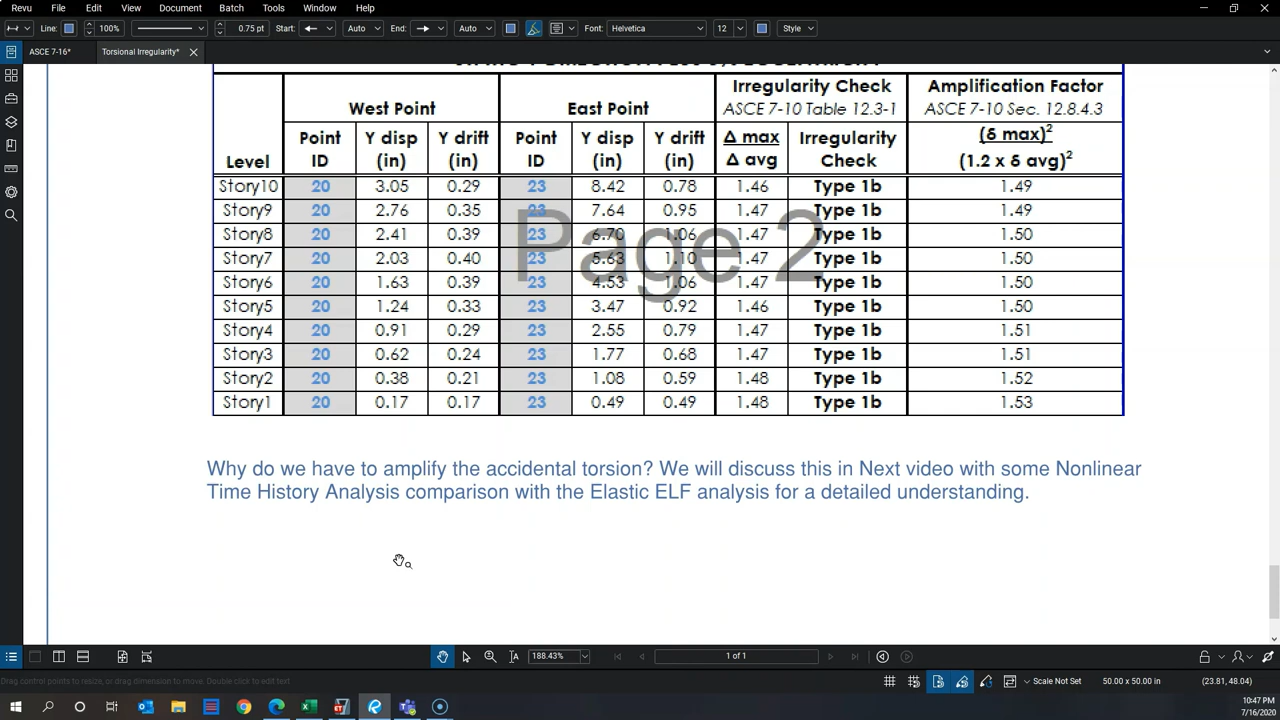 Revu File Edit View Document Batch Tools Window Help
Line: 100% 0.75 pt Start: Auto End: Auto Font: Helvetica 12 Style
ASCE 7-16* Torsional Irregularity*
West Point East Point Irregularity Check Amplification Factor
ASCE 7-10 Table 12.3-1 ASCE 7-10 Sec. 12.8.4.3
Level Point ID Y disp (in) Y drift (in) Point ID Y disp (in) Y drift (in) Δ max Δ avg Irregularity Check (δ max)² (1.2 x δ avg)²
Story10 20 3.05 0.29 23 8.42 0.78 1.46 Type 1b 1.49
Story9 20 2.76 0.35 23 7.64 0.95 1.47 Type 1b 1.49
Story8 20 2.41 0.39 23 6.70 1.06 1.47 Type 1b 1.50
Story7 20 2.03 0.40 23 5.63 1.10 1.47 Type 1b 1.50
Story6 20 1.63 0.39 23 4.53 1.06 1.47 Type 1b 1.50
Story5 20 1.24 0.33 23 3.47 0.92 1.46 Type 1b 1.50
Story4 20 0.91 0.29 23 2.55 0.79 1.47 Type 1b 1.51
Story3 20 0.62 0.24 23 1.77 0.68 1.47 Type 1b 1.51
Story2 20 0.38 0.21 23 1.08 0.59 1.48 Type 1b 1.52
Story1 20 0.17 0.17 23 0.49 0.49 1.48 Type 1b 1.53
Page 2
Why do we have to amplify the accidental torsion? We will discuss this in Next video with some Nonlinear
Time History Analysis comparison with the Elastic ELF analysis for a detailed understanding.
188.43% 1 of 1
Drag control points to resize, or drag dimension to move. Double click to edit text
Scale Not Set 50.00 x 50.00 in (23.81, 48.04)
10:47 PM
7/16/2020